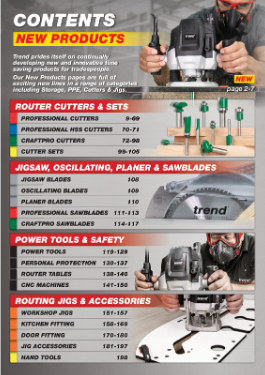 CONTENTS
NEW PRODUCTS
Trend prides itself on continually
developing new and innovative time
saving products for tradespeople.
Our New Products pages are full of
exciting new lines in a range of categories
including Storage, PPE, Cutters & Jigs.
NEW
page 2-7
ROUTER CUTTERS & SETS
PROFESSIONAL CUTTERS 9-69
PROFESSIONAL HSS CUTTERS 70-71
CRAFTPRO CUTTERS 72-98
CUTTER SETS 99-106
JIGSAW, OSCILLATING, PLANER & SAWBLADES
JIGSAW BLADES 108
OSCILLATING BLADES 109
PLANER BLADES 110
PROFESSIONAL SAWBLADES 111-113
CRAFTPRO SAWBLADES 114-117
trend
POWER TOOLS & SAFETY
POWER TOOLS 119-129
PERSONAL PROTECTION 130-137
ROUTER TABLES 138-140
CNC MACHINES 141-150
trend
ROUTING JIGS & ACCESSORIES
WORKSHOP JIGS 151-157
KITCHEN FITTING 158-169
DOOR FITTING 170-180
JIG ACCESSORIES 181-197
HAND TOOLS 198